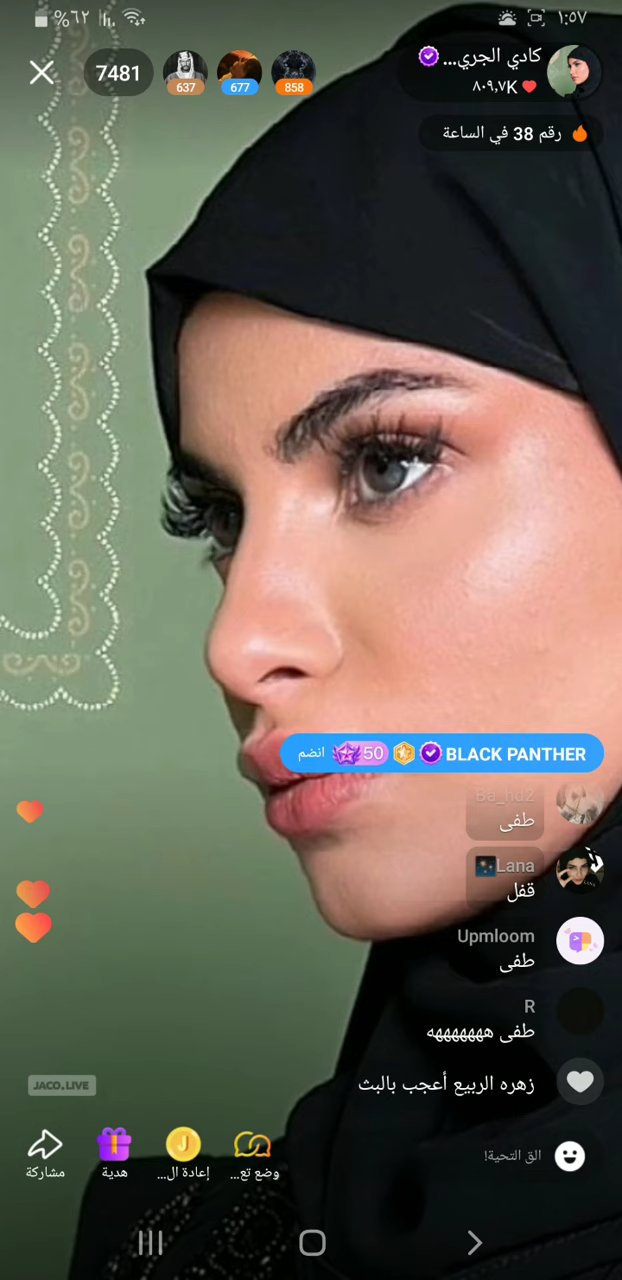 ١:٥٧
%٦٢
كادي الجري...
٨٠٩,٧K
7481
637
677
858
رقم 38 في الساعة
BLACK PANTHER
50
انضم
Ba_hd2
طفى
Lana
قفل
Upmloom
طفى
R
طفى هههههههه
زهره الربيع أعجب بالبث
JACO.LIVE
الق التحية!
وضع تع...
إعادة ال...
هدية
مشاركة